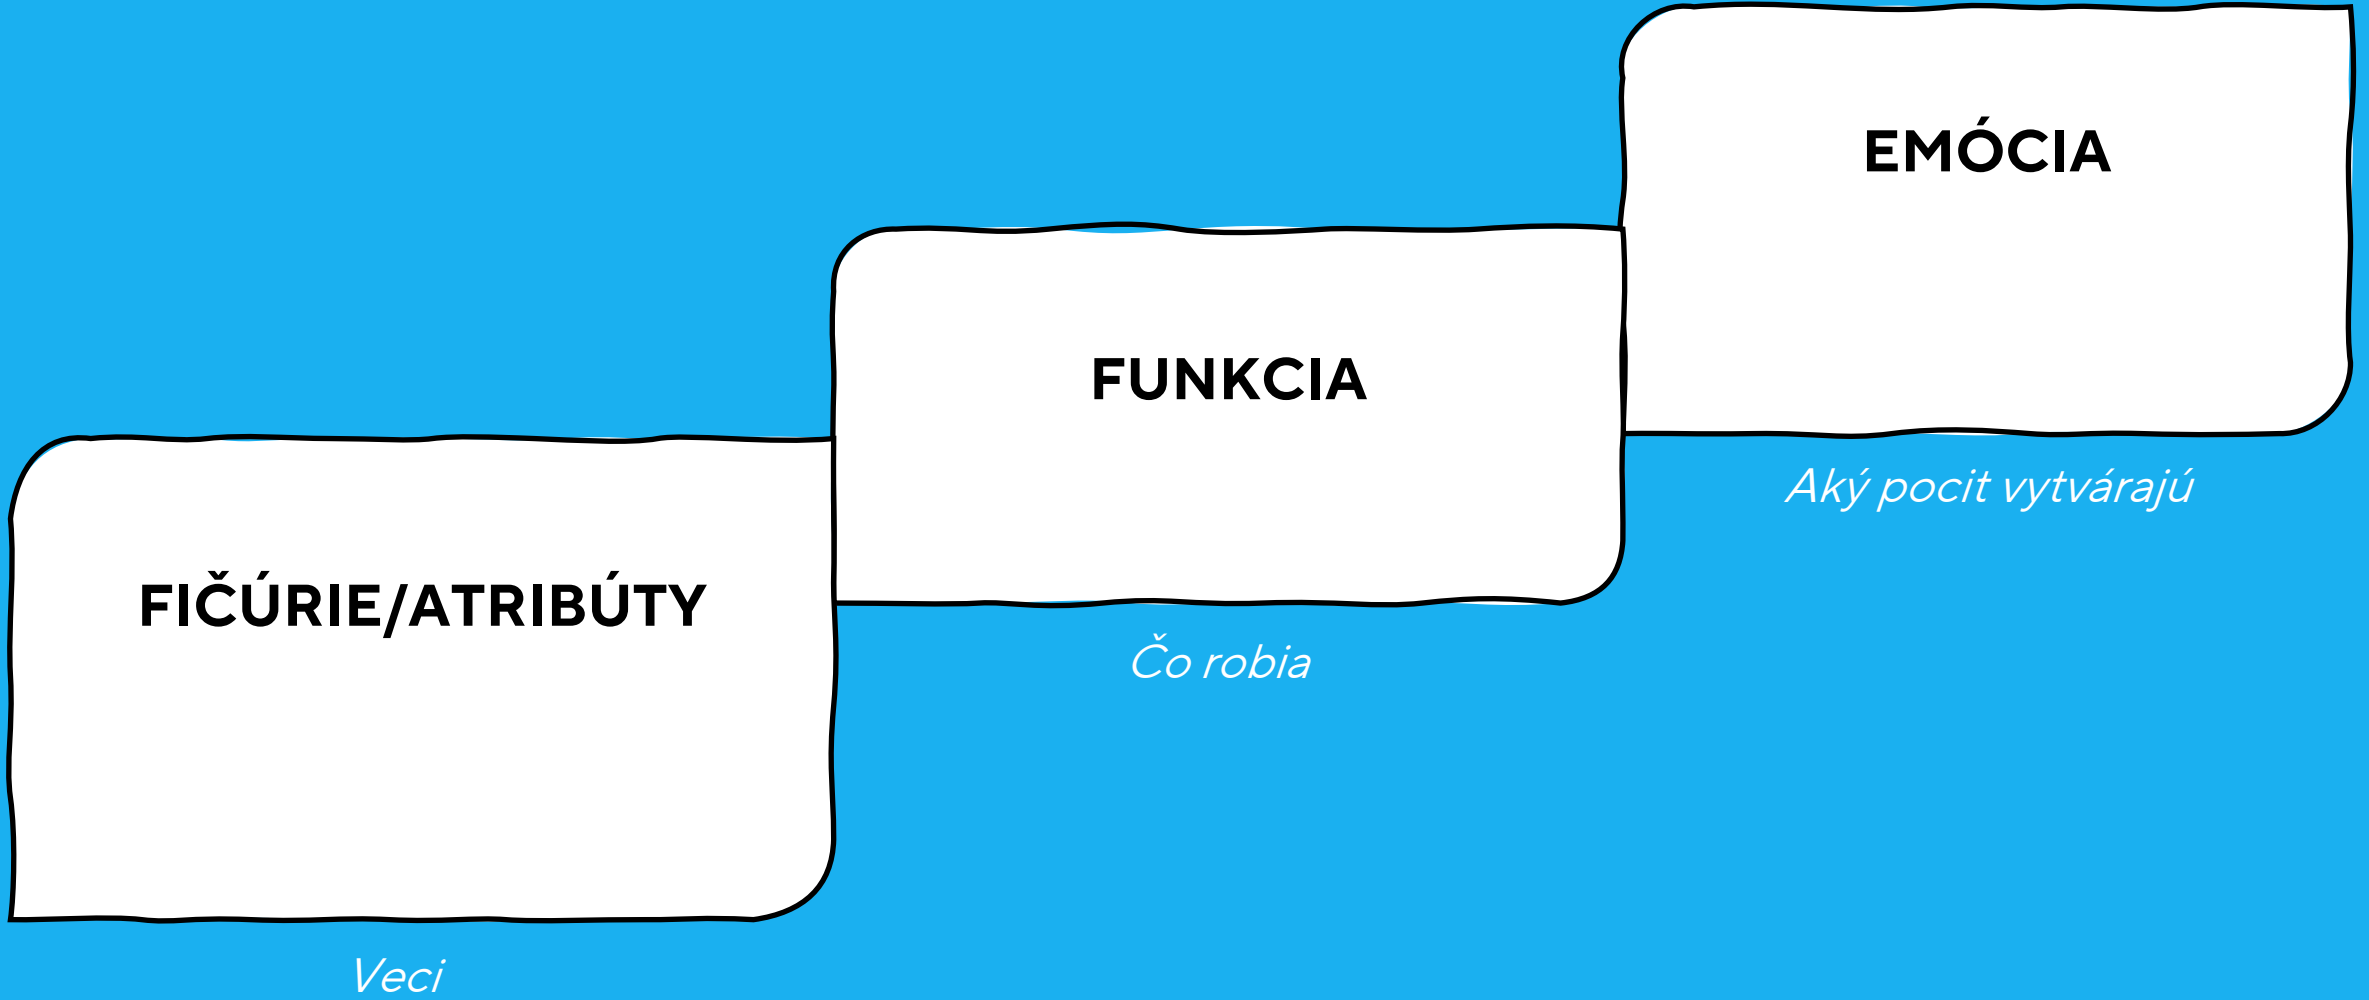 EMÓCIA
Aký pocit vytvárajú
FUNKCIA
Čo robia
FIČÚRIE/ATRIBÚTY
Veci